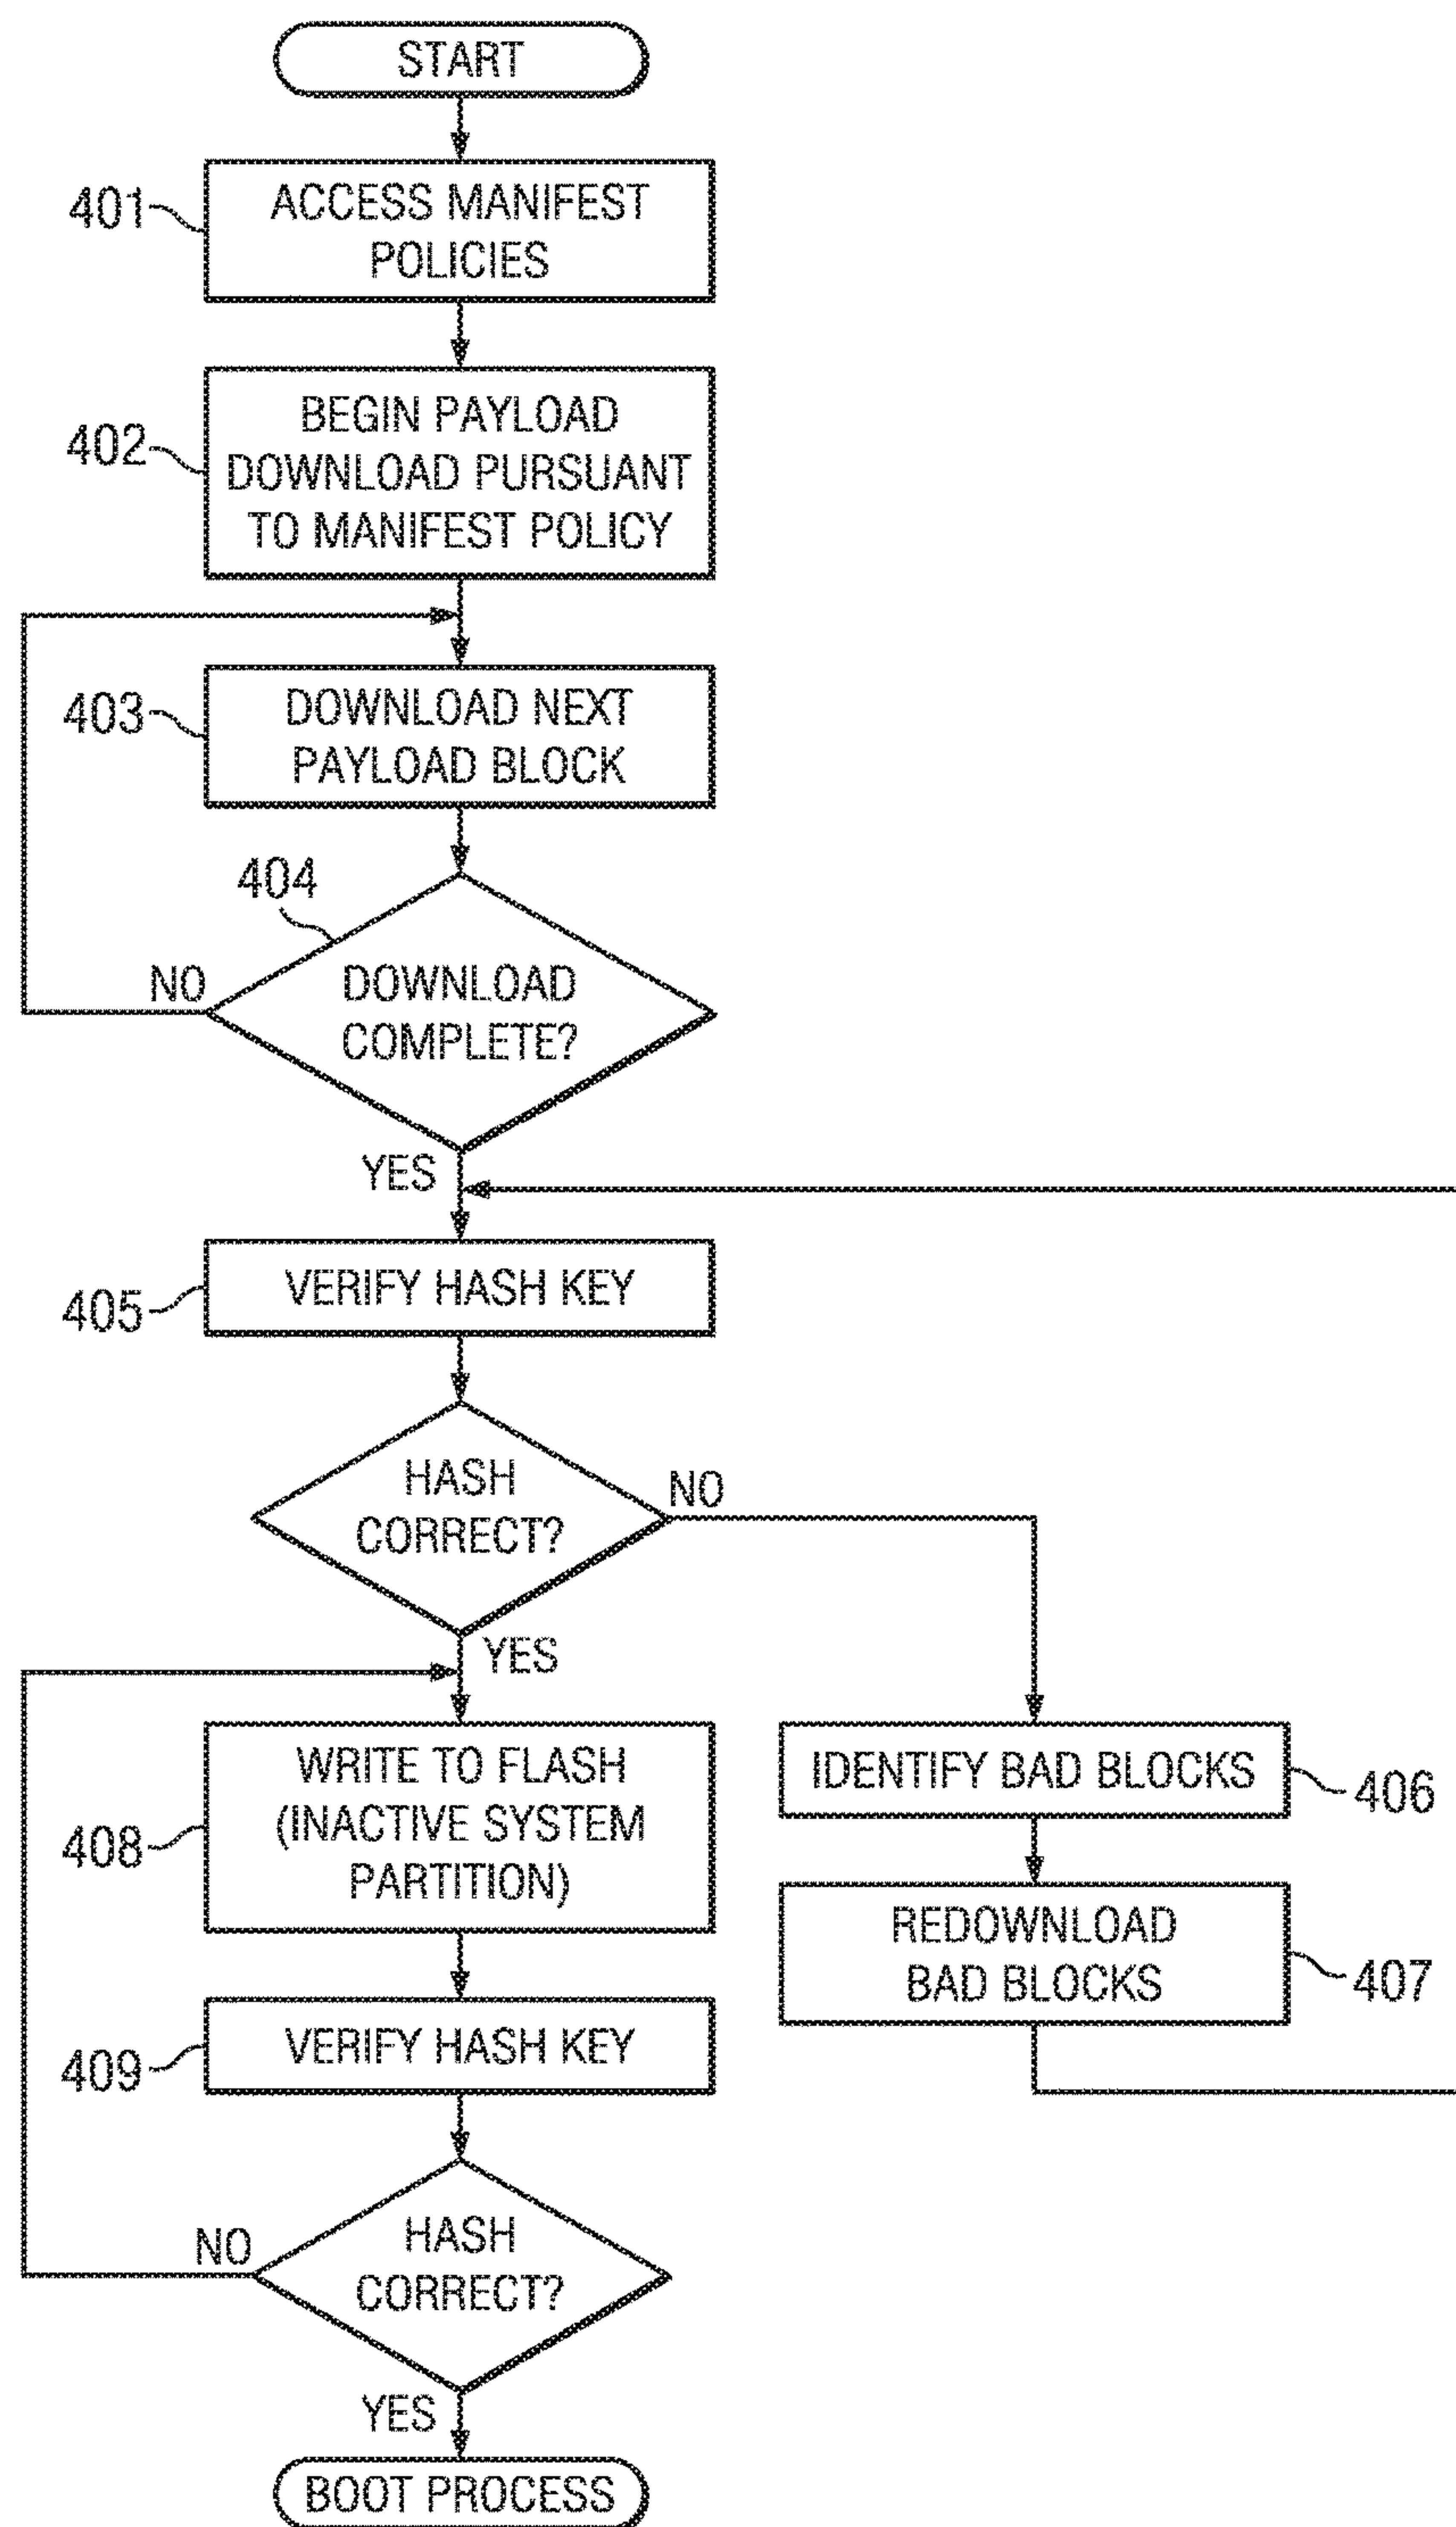 START
401
ACCESS MANIFEST
POLICIES
402
BEGIN PAYLOAD
DOWNLOAD PURSUANT
TO MANIFEST POLICY
403
DOWNLOAD NEXT
PAYLOAD BLOCK
404
NO
DOWNLOAD
COMPLETE?
YES
405
VERIFY HASH KEY
HASH
CORRECT?
NO
YES
408
WRITE TO FLASH
(INACTIVE SYSTEM
PARTITION)
IDENTIFY BAD BLOCKS
406
REDOWNLOAD
BAD BLOCKS
407
409
VERIFY HASH KEY
NO
HASH
CORRECT?
YES
BOOT PROCESS